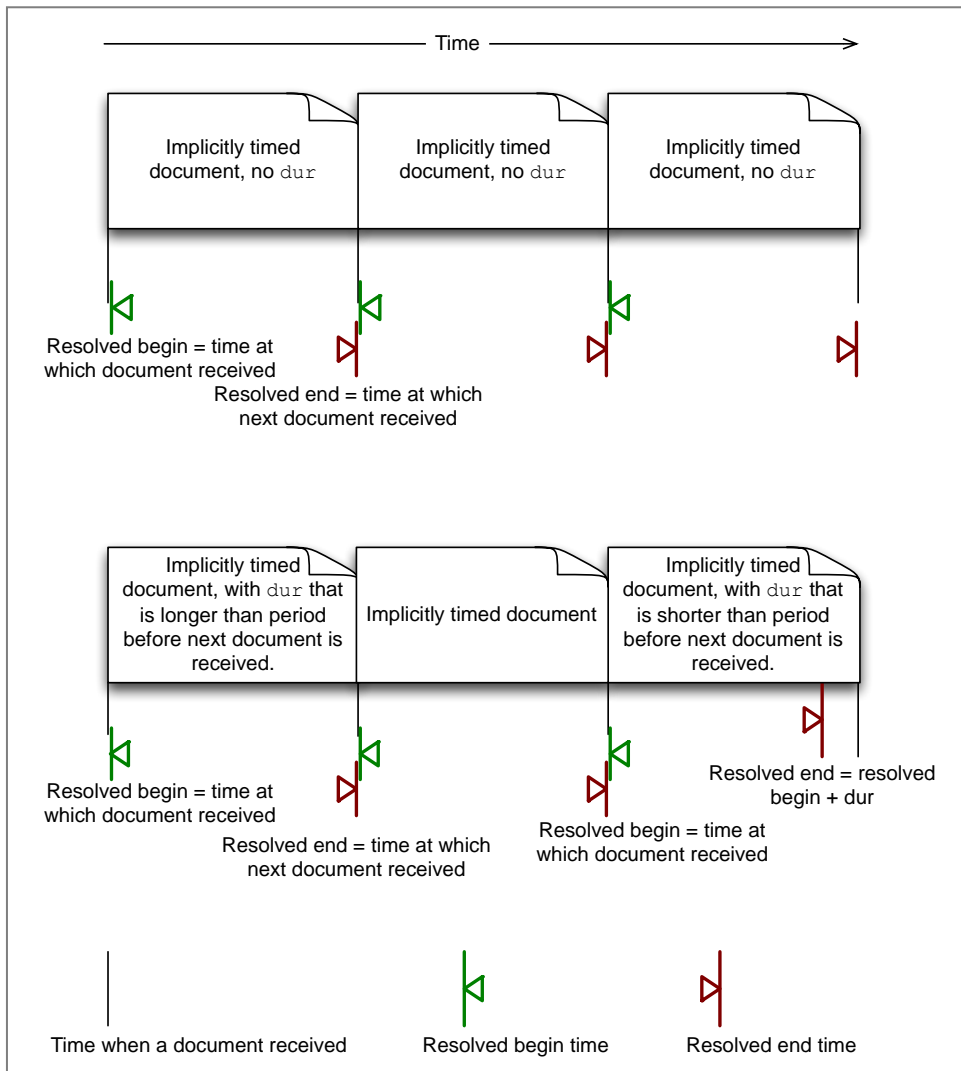 Time
Implicitly timed
document, no dur
Implicitly timed
document, no dur
Implicitly timed
document, no dur
Resolved begin = time at
which document received
Resolved end = time at which
next document received
Implicitly timed
document, with dur that
is longer than period
before next document is
received.
Implicitly timed document
Implicitly timed
document, with dur that
is shorter than period
before next document is
received.
Resolved begin = time at
which document received
Resolved end = time at which
next document received
Resolved begin = time at
which document received
Resolved end = resolved
begin + dur
Time when a document received
Resolved begin time
Resolved end time